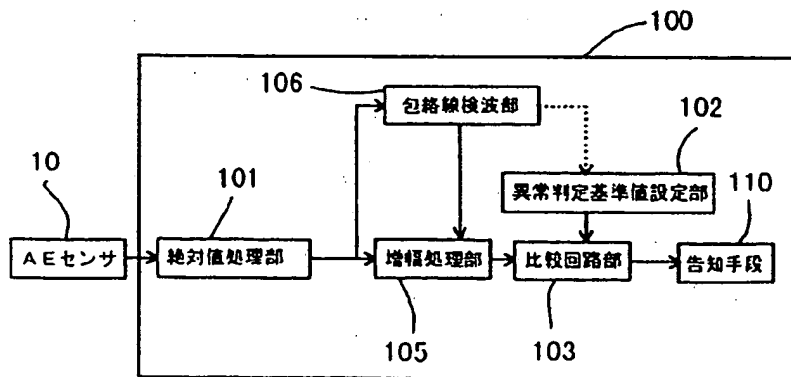 100
106
包絡線検波部
102
10
101
異常判定基準値設定部
110
AEセンサ
絶対値処理部
増幅処理部
比較回路部
告知手段
105
103